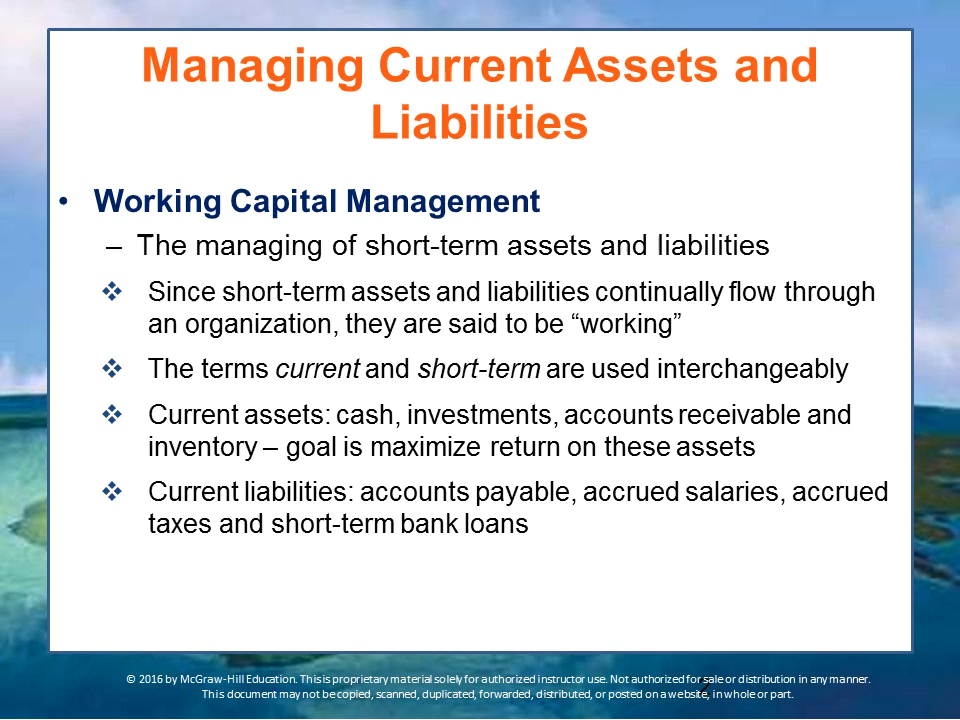 Managing Current Assets and
Liabilities
• Working Capital Management
– The managing of short-term assets and liabilities
❖ Since short-term assets and liabilities continually flow through
an organization, they are said to be “working”
❖ The terms current and short-term are used interchangeably
❖ Current assets: cash, investments, accounts receivable and
inventory – goal is maximize return on these assets
❖ Current liabilities: accounts payable, accrued salaries, accrued
taxes and short-term bank loans
© 2016 by McGraw-Hill Education. This is proprietary material solely for authorized instructor use. Not authorized for sale or distribution in any manner.
This document may not be copied, scanned, duplicated, forwarded, distributed, or posted on a website, in whole or part.